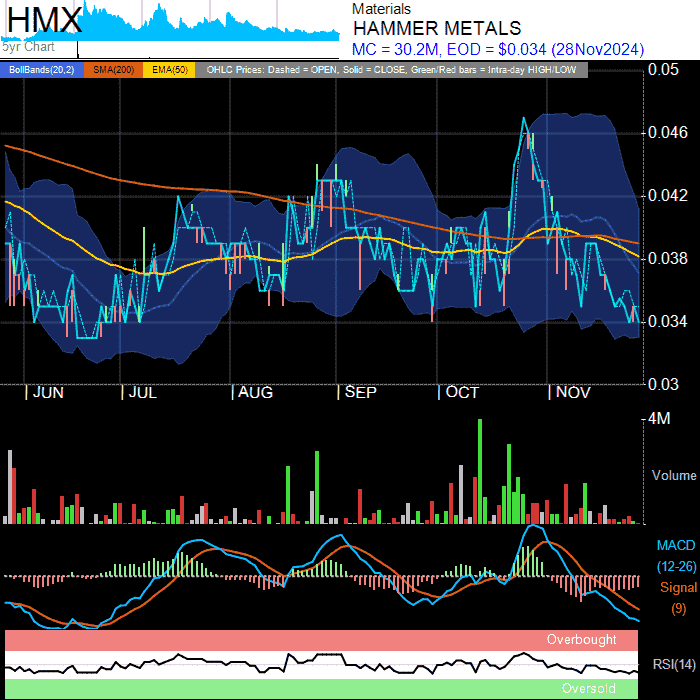 HMX
5yr Chart
Materials
HAMMER METALS
MC = 30.2M, EOD = $0.034 (28Nov2024)
BollBands(20,2) SMA(200) EMA(50) OHLC Prices: Dashed = OPEN, Solid = CLOSE, Green/Red bars = Intra-day HIGH/LOW
0.05
0.046
0.042
0.038
0.034
0.03
JUN JUL AUG SEP OCT NOV
4M
Volume
MACD
(12-26)
Signal
(9)
Overbought
RSI(14)
Oversold